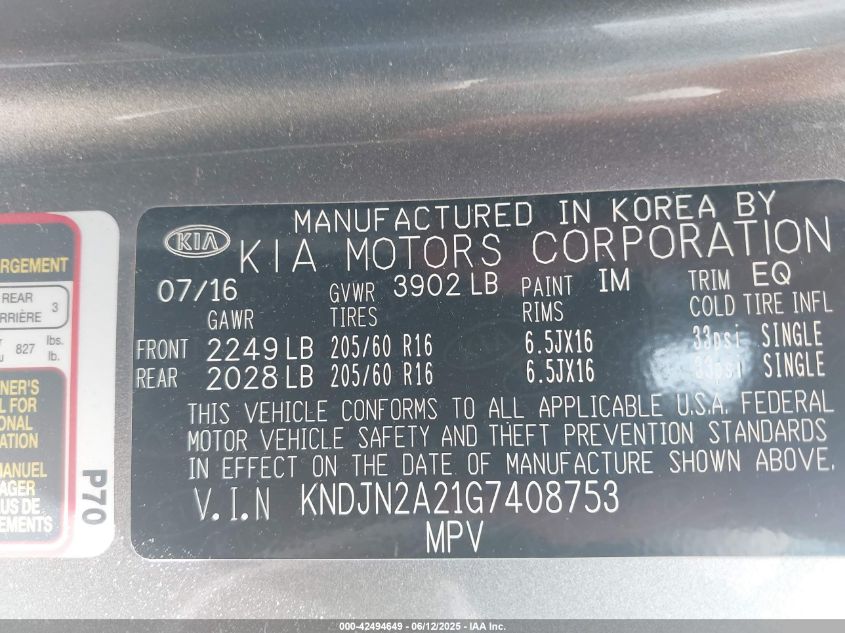 RGEMENT
REAR
RRIÈRE 3
827 lbs.
lb.
NER'S
L FOR
ONAL
ATION
MANUEL
AGER
US DE
EMENTS
P70
KIA
MANUFACTURED IN KOREA BY
KIA MOTORS CORPORATION
07/16 GVWR 3902 LB PAINT IM TRIM EQ
GAWR TIRES RIMS COLD TIRE INFL
FRONT 2249 LB 205/60 R16 6.5JX16 33psi SINGLE
REAR 2028 LB 205/60 R16 6.5JX16 33psi SINGLE
THIS VEHICLE CONFORMS TO ALL APPLICABLE U.S.A. FEDERAL
MOTOR VEHICLE SAFETY AND THEFT PREVENTION STANDARDS
IN EFFECT ON THE DATE OF MANUFACTURE SHOWN ABOVE.
V.I.N KNDJN2A21G7408753
MPV
000-42494649 - 06/12/2025 - IAA Inc.